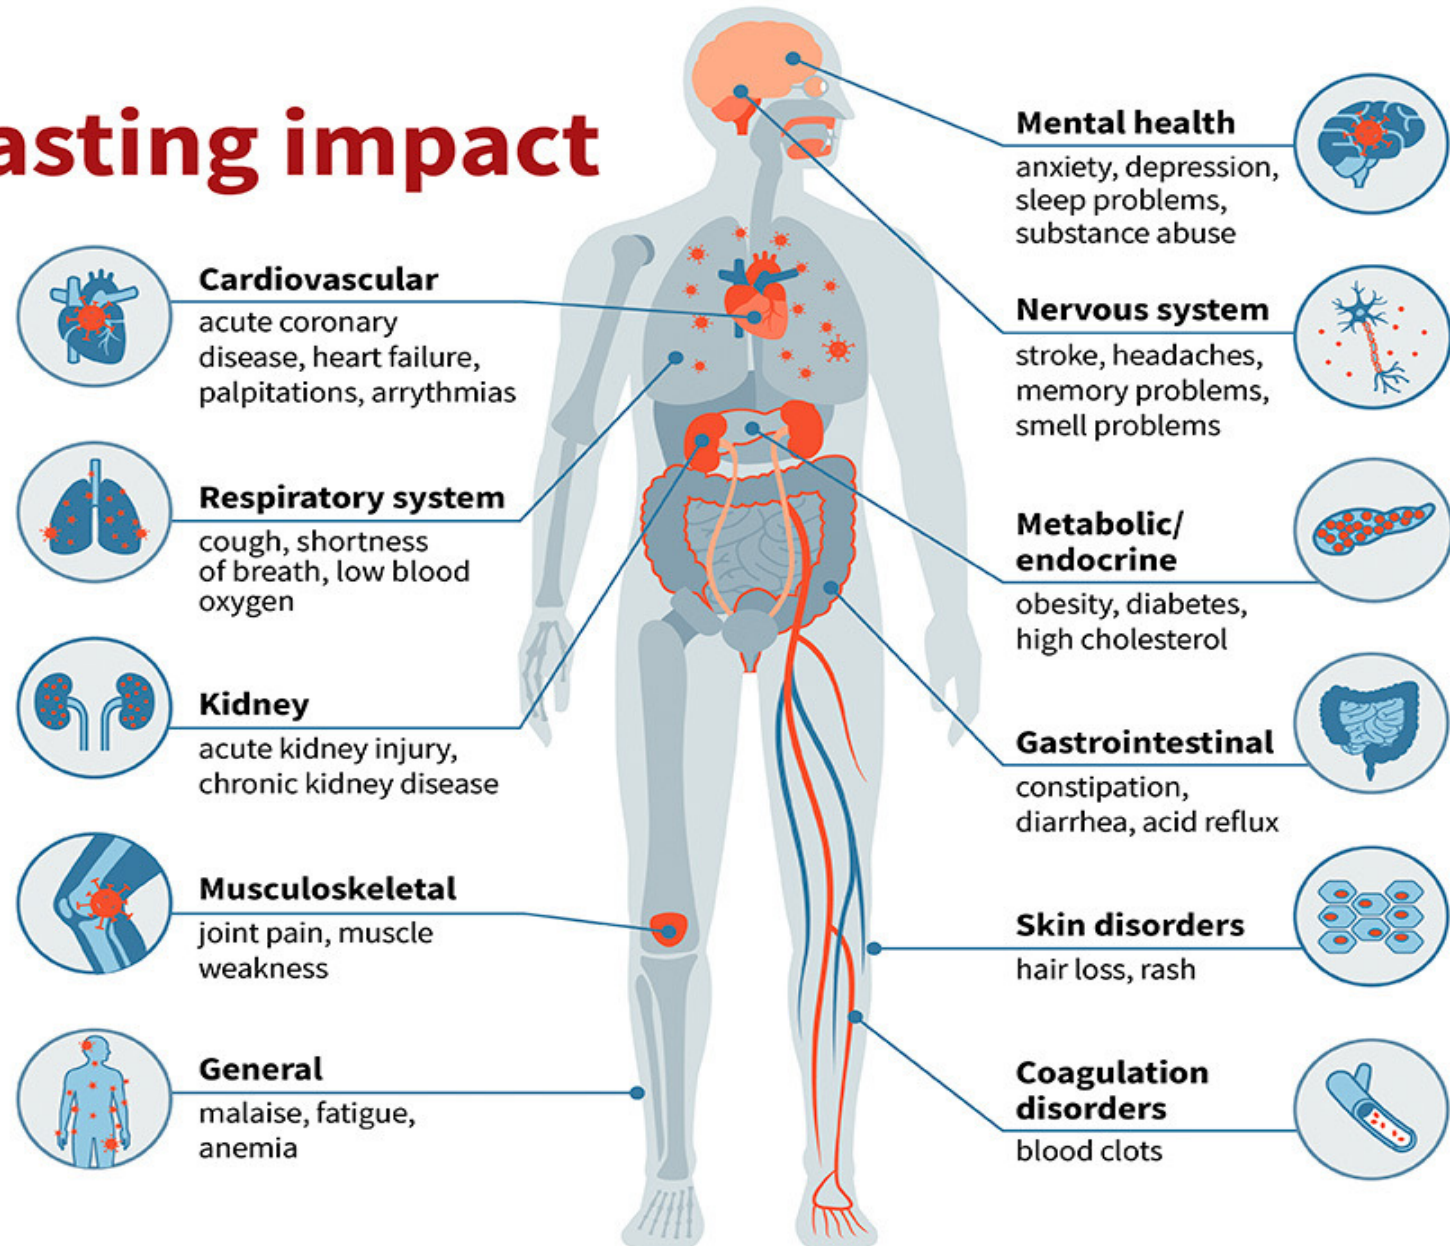 asting impact
Cardiovascular
acute coronary
disease, heart failure,
palpitations, arrythmias
Respiratory system
cough, shortness
of breath, low blood
oxygen
Kidney
acute kidney injury,
chronic kidney disease
Musculoskeletal
joint pain, muscle
weakness
General
malaise, fatigue,
anemia
Mental health
anxiety, depression,
sleep problems,
substance abuse
Nervous system
stroke, headaches,
memory problems,
smell problems
Metabolic/
endocrine
obesity, diabetes,
high cholesterol
Gastrointestinal
constipation,
diarrhea, acid reflux
Skin disorders
hair loss, rash
Coagulation
disorders
blood clots